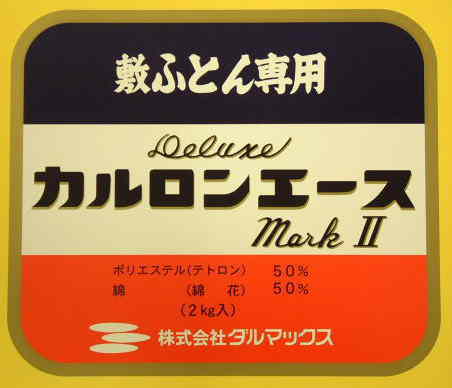 敷ふとん専用
Deluxe
カルロンエース
Mark II
ポリエステル(テトロン) 50%
綿 (綿 花) 50%
(2kg入)
株式会社ダルマックス